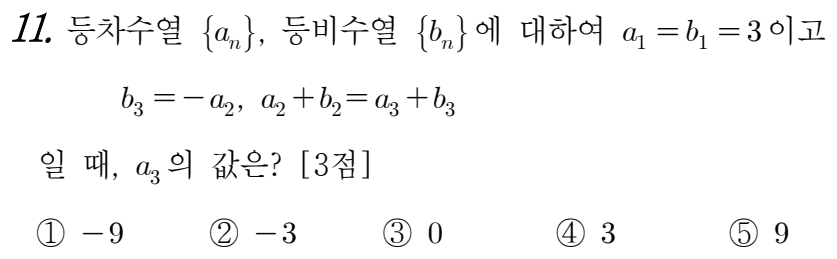 11. 등차수열 {aₙ}, 등비수열 {bₙ}에 대하여 a₁ = b₁ = 3이고
b₃ = −a₂, a₂ + b₂ = a₃ + b₃
일 때, a₃의 값은? [3점]
① −9 ② −3 ③ 0 ④ 3 ⑤ 9